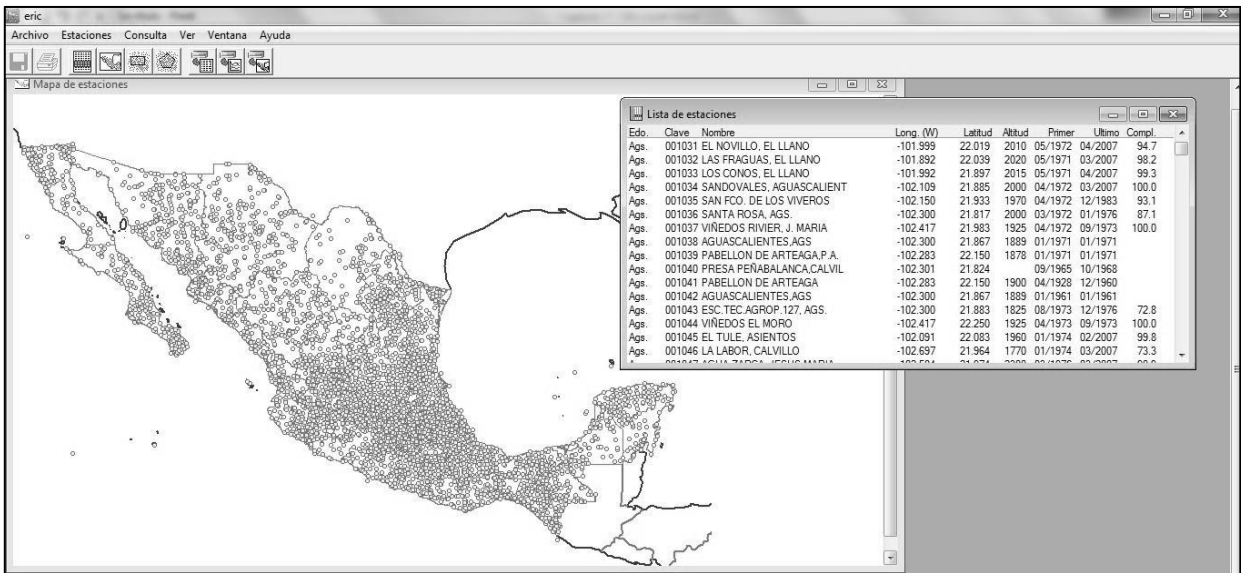 eric
Archivo Estaciones Consulta Ver Ventana Ayuda
Mapa de estaciones
Lista de estaciones
Edo. Clave Nombre Long. (W) Latitud Altitud Primer Ultimo Compl.
Ags. 001031 EL NOVILLO, EL LLANO -101.999 22.019 2010 05/1972 04/2007 94.7
Ags. 001032 LAS FRAGUAS, EL LLANO -101.892 22.039 2020 05/1971 03/2007 98.2
Ags. 001033 LOS CONOS, EL LLANO -101.992 21.897 2015 05/1971 04/2007 99.3
Ags. 001034 SANDOVALES, AGUASCALIENT -102.109 21.885 2000 04/1972 03/2007 100.0
Ags. 001035 SAN FCO. DE LOS VIVEROS -102.150 21.933 1970 04/1972 12/1983 93.1
Ags. 001036 SANTA ROSA, AGS. -102.300 21.817 2000 03/1972 01/1976 87.1
Ags. 001037 VIÑEDOS RIVIER, J. MARIA -102.417 21.983 1925 04/1972 09/1973 100.0
Ags. 001038 AGUASCALIENTES,AGS -102.300 21.867 1889 01/1971 01/1971
Ags. 001039 PABELLON DE ARTEAGA,P.A. -102.283 22.150 1878 01/1971 01/1971
Ags. 001040 PRESA PEÑABALANCA,CALVIL -102.301 21.824 09/1965 10/1968
Ags. 001041 PABELLON DE ARTEAGA -102.283 22.150 1900 04/1928 12/1960
Ags. 001042 AGUASCALIENTES,AGS -102.300 21.867 1889 01/1961 01/1961
Ags. 001043 ESC.TEC.AGROP.127, AGS. -102.300 21.883 1825 08/1973 12/1976 72.8
Ags. 001044 VIÑEDOS EL MORO -102.417 22.250 1925 04/1973 09/1973 100.0
Ags. 001045 EL TULE, ASIENTOS -102.091 22.083 1960 01/1974 02/2007 99.8
Ags. 001046 LA LABOR, CALVILLO -102.697 21.964 1770 01/1974 03/2007 73.3